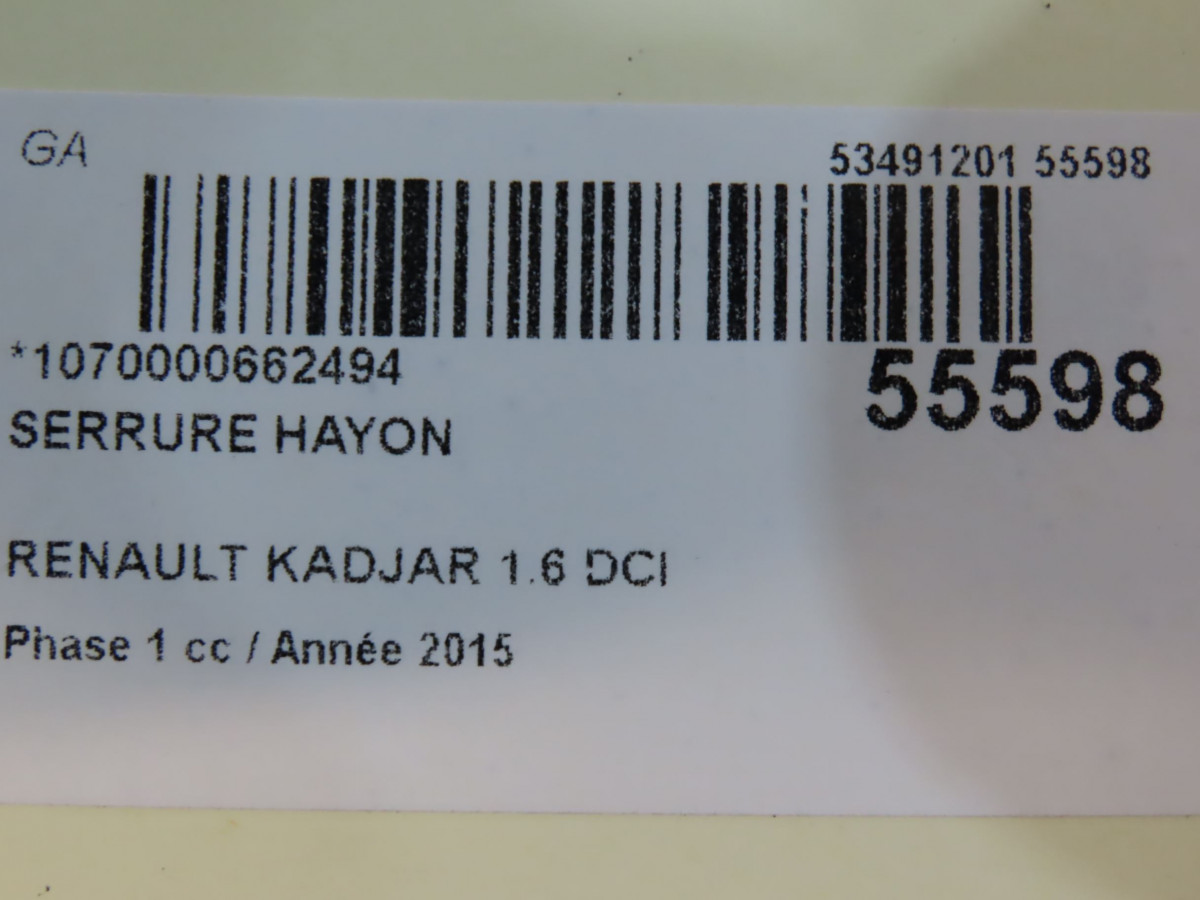 GA
53491201 55598
*1070000662494
55598
SERRURE HAYON
RENAULT KADJAR 1.6 DCI
Phase 1 cc / Année 2015